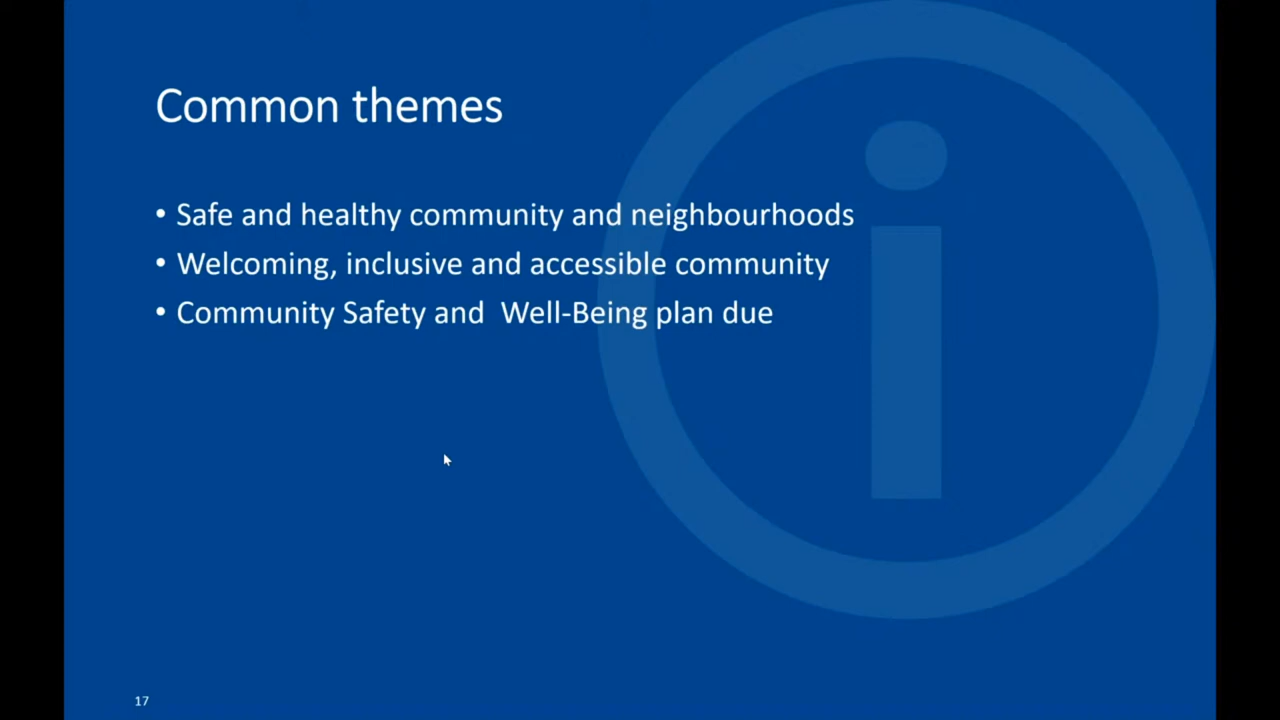 Common themes
• Safe and healthy community and neighbourhoods
• Welcoming, inclusive and accessible community
• Community Safety and  Well-Being plan due
17